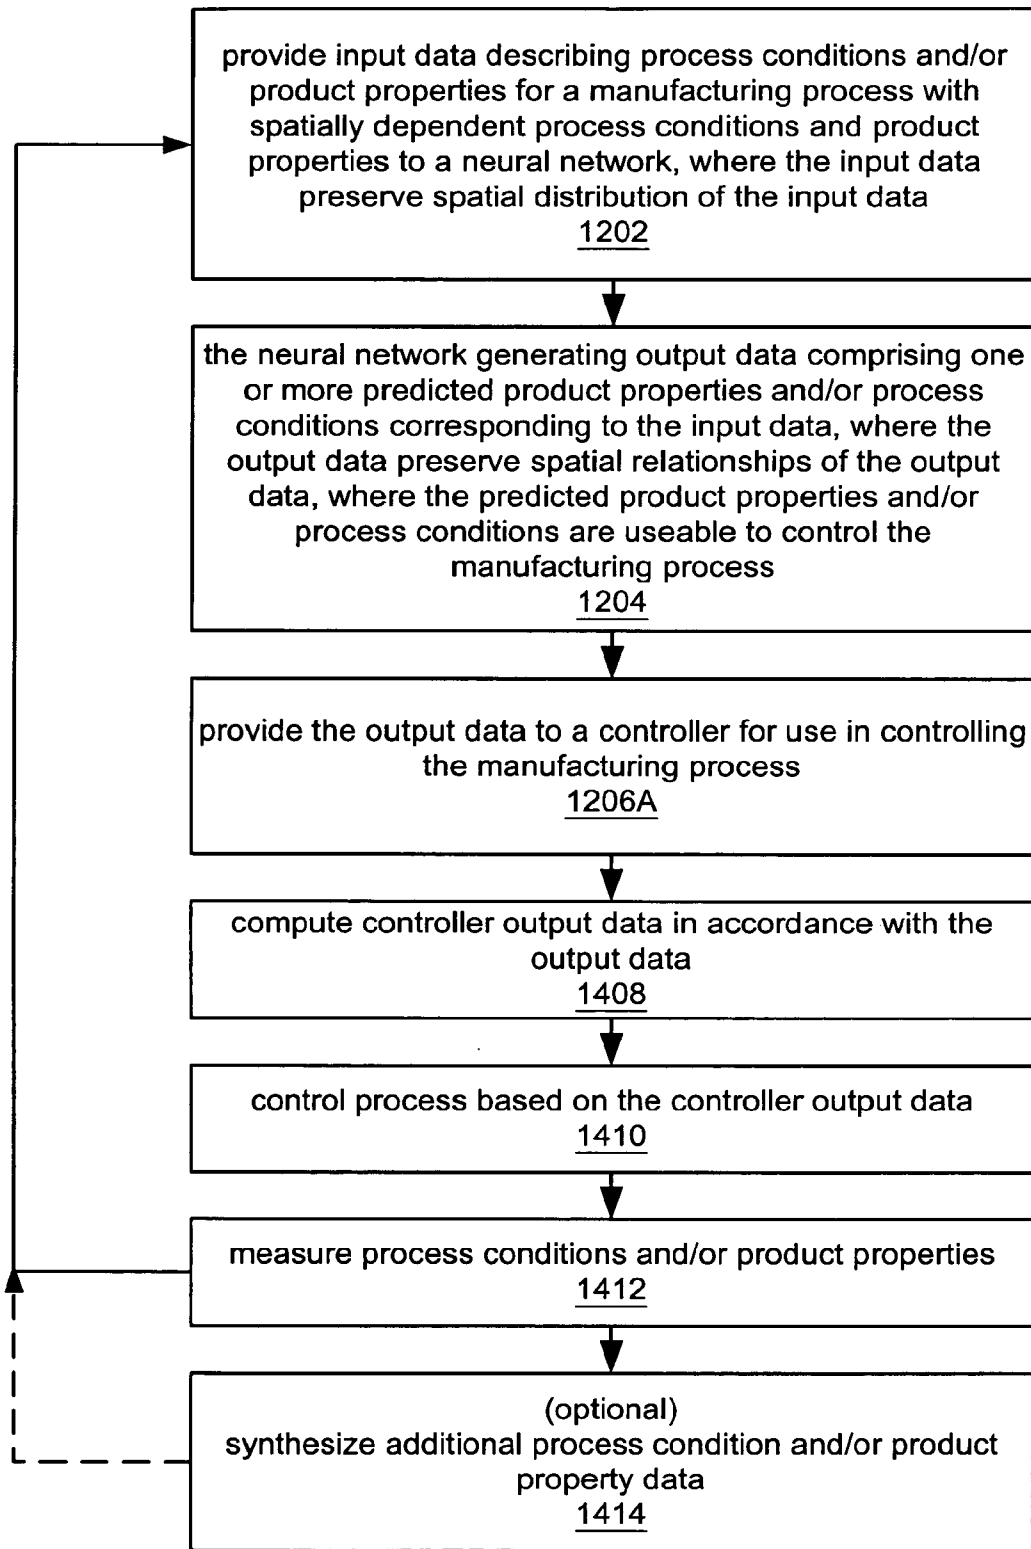 provide input data describing process conditions and/or
product properties for a manufacturing process with
spatially dependent process conditions and product
properties to a neural network, where the input data
preserve spatial distribution of the input data
1202
the neural network generating output data comprising one
or more predicted product properties and/or process
conditions corresponding to the input data, where the
output data preserve spatial relationships of the output
data, where the predicted product properties and/or
process conditions are useable to control the
manufacturing process
1204
provide the output data to a controller for use in controlling
the manufacturing process
1206A
compute controller output data in accordance with the
output data
1408
control process based on the controller output data
1410
measure process conditions and/or product properties
1412
(optional)
synthesize additional process condition and/or product
property data
1414